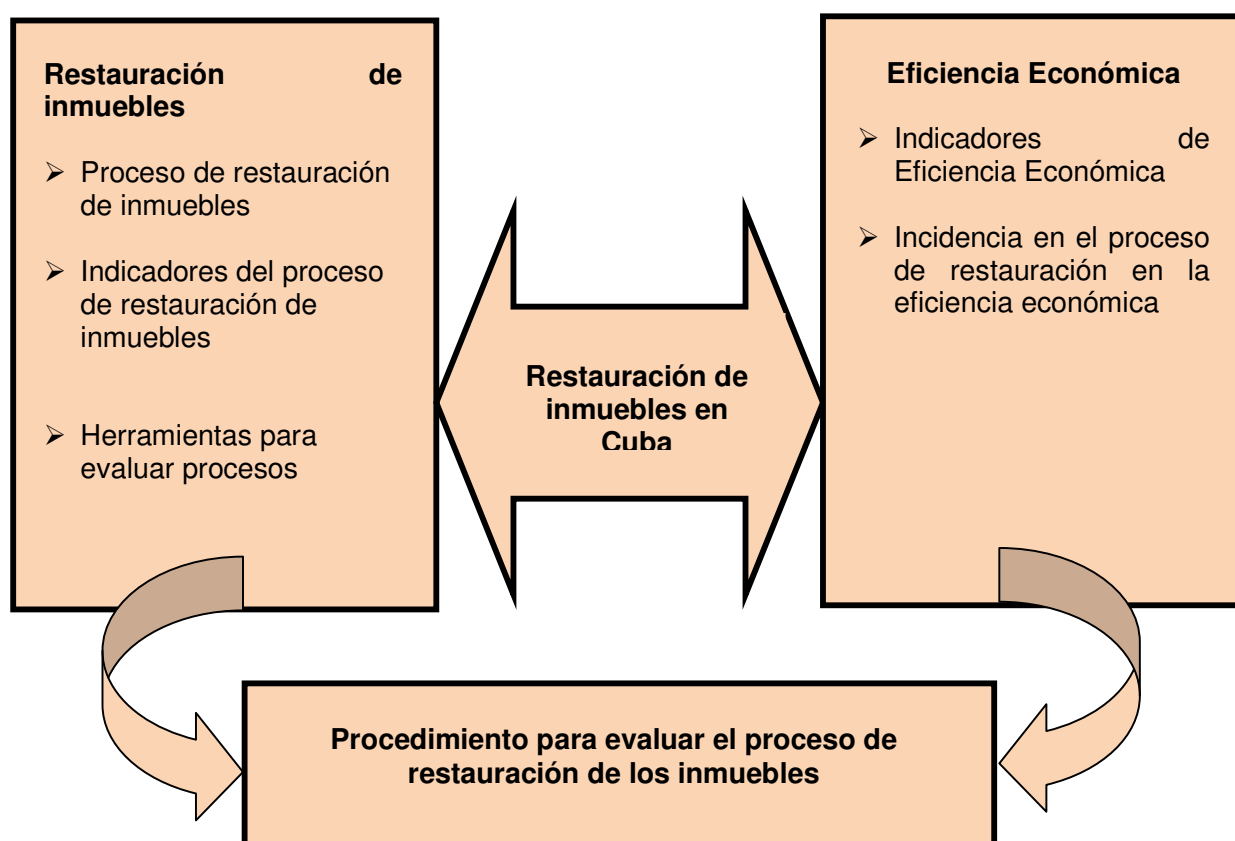 Restauración de
inmuebles
➢ Proceso de restauración
de inmuebles
➢ Indicadores del proceso
de restauración de
inmuebles
➢ Herramientas para
evaluar procesos
Restauración de
inmuebles en
Cuba
Eficiencia Económica
➢ Indicadores de
Eficiencia Económica
➢ Incidencia en el proceso
de restauración en la
eficiencia económica
Procedimiento para evaluar el proceso de
restauración de los inmuebles